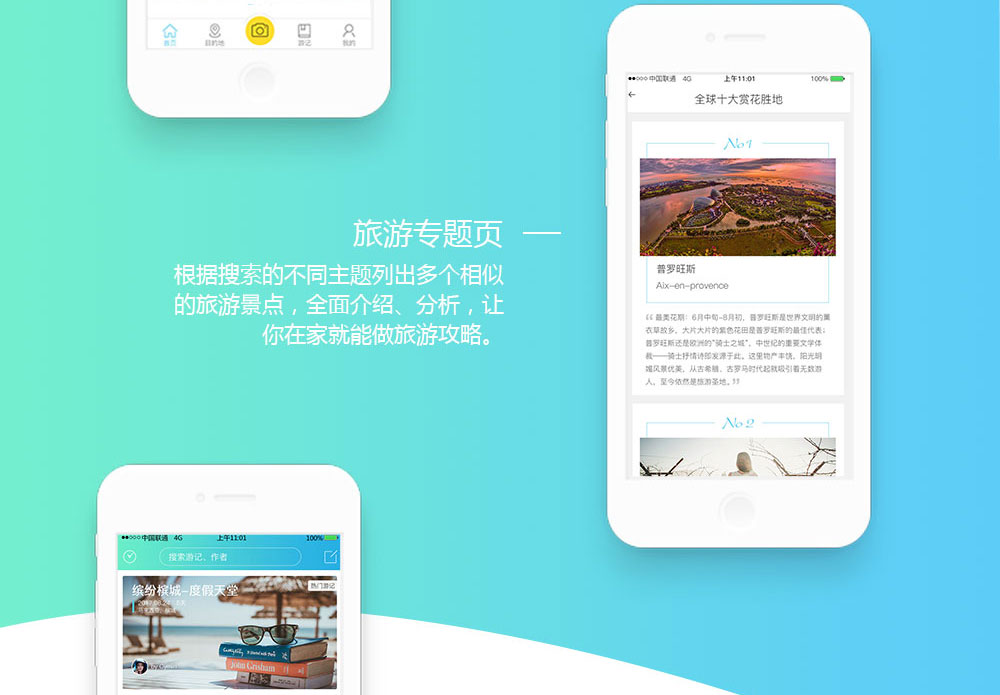 首页 目的地 游记 我的
中国联通 4G 上午11:01 100%
全球十大赏花胜地
No 1
普罗旺斯
Aix-en-provence
“ 最美花期：6月中旬-8月初，普罗旺斯是世界文明的薰
衣草故乡，大片大片的紫色花田是普罗旺斯的最佳代表；
普罗旺斯还是欧洲的“骑士之城”，中世纪的重要文学体
裁——骑士抒情诗即发源于此。这里物产丰饶，阳光明
媚风景优美，从古希腊、古罗马时代起就吸引着无数游
人，至今依然是旅游圣地。”
No 2
旅游专题页
根据搜索的不同主题列出多个相似
的旅游景点，全面介绍、分析，让
你在家就能做旅游攻略。
中国联通 4G 上午11:01 100%
搜索游记、作者
缤纷槟城-度假天堂
热门游记
John Grisham